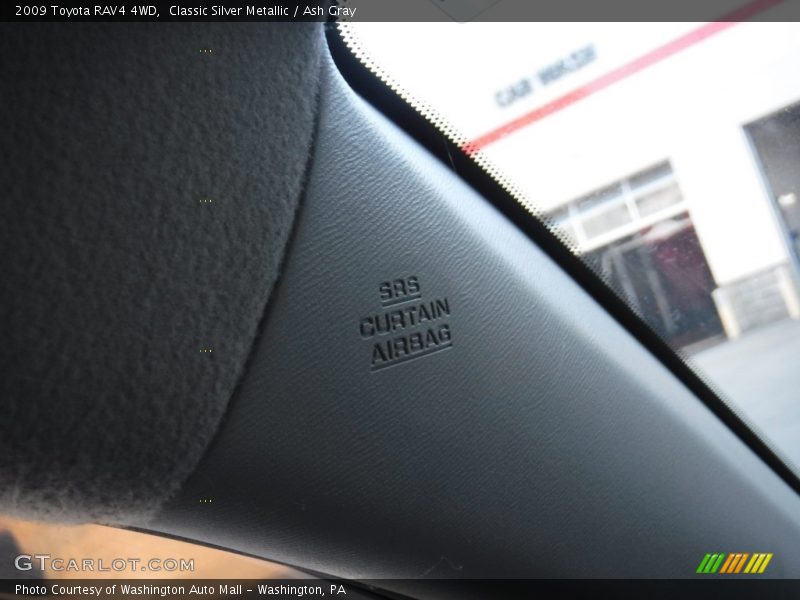 2009 Toyota RAV4 4WD,  Classic Silver Metallic / Ash Gray
CAR WASH
SRS
CURTAIN
AIRBAG
GTCARLOT.COM
Photo Courtesy of Washington Auto Mall - Washington, PA